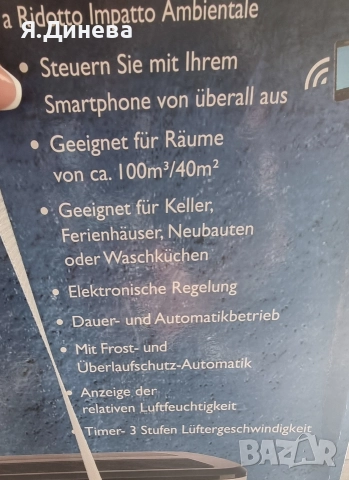 a Ridotto Impatto Ambientale
Я.Динева
• Steuern Sie mit Ihrem
Smartphone von überall aus
• Geeignet für Räume
von ca. 100m³/40m²
• Geeignet für Keller,
Ferienhäuser, Neubauten
oder Waschküchen
• Elektronische Regelung
• Dauer- und Automatikbetrieb
• Mit Frost- und
Überlaufschutz-Automatik
• Anzeige der
relativen Luftfeuchtigkeit
• Timer- 3 Stufen Lüftergeschwindigkeit
BAZAR